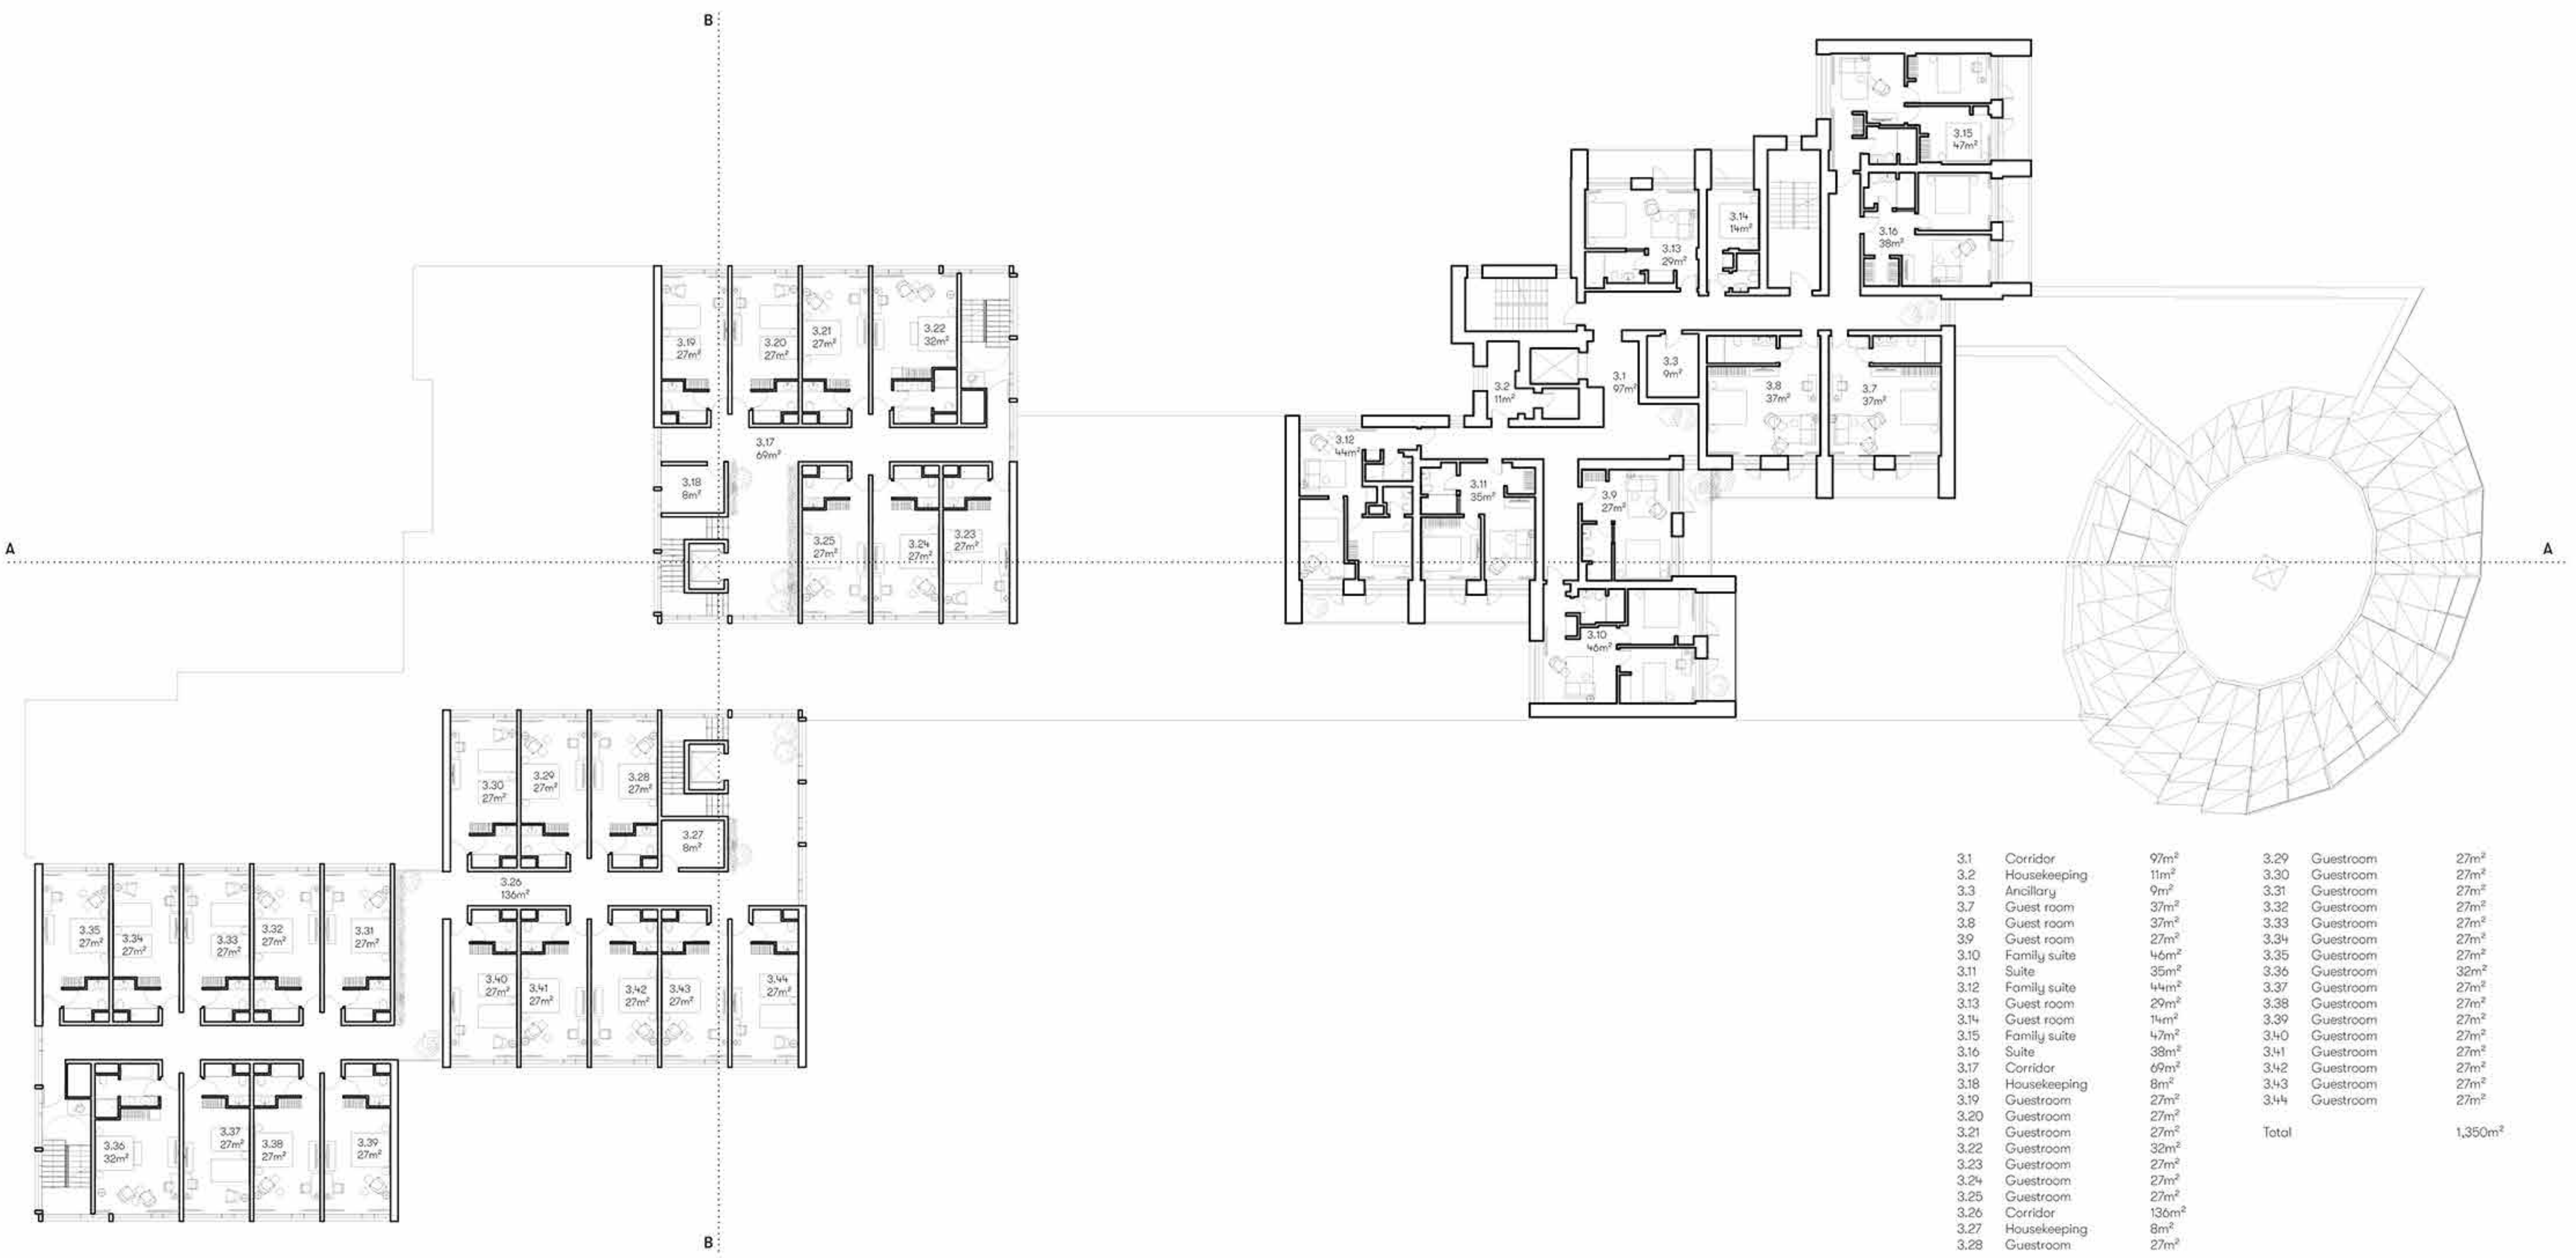 B
3.15
47m²
3.14
14m²
3.13
29m²
3.16
38m²
3.19
27m²
3.20
27m²
3.21
27m²
3.22
32m²
3.1
97m²
3.2
11m²
3.3
9m²
3.8
37m²
3.7
37m²
3.17
69m²
3.18
8m²
3.12
44m²
3.11
35m²
3.9
27m²
A
A
3.25
27m²
3.24
27m²
3.23
27m²
3.10
46m²
3.30
27m²
3.29
27m²
3.28
27m²
3.27
8m²
3.26
136m²
3.35
27m²
3.34
27m²
3.33
27m²
3.32
27m²
3.31
27m²
3.40
27m²
3.41
27m²
3.42
27m²
3.43
27m²
3.44
27m²
3.36
32m²
3.37
27m²
3.38
27m²
3.39
27m²
B
3.1 Corridor 97m²
3.2 Housekeeping 11m²
3.3 Ancillary 9m²
3.7 Guest room 37m²
3.8 Guest room 37m²
3.9 Guest room 27m²
3.10 Family suite 46m²
3.11 Suite 35m²
3.12 Family suite 44m²
3.13 Guest room 29m²
3.14 Guest room 14m²
3.15 Family suite 47m²
3.16 Suite 38m²
3.17 Corridor 69m²
3.18 Housekeeping 8m²
3.19 Guestroom 27m²
3.20 Guestroom 27m²
3.21 Guestroom 27m²
3.22 Guestroom 32m²
3.23 Guestroom 27m²
3.24 Guestroom 27m²
3.25 Guestroom 27m²
3.26 Corridor 136m²
3.27 Housekeeping 8m²
3.28 Guestroom 27m²
3.29 Guestroom 27m²
3.30 Guestroom 27m²
3.31 Guestroom 27m²
3.32 Guestroom 27m²
3.33 Guestroom 27m²
3.34 Guestroom 27m²
3.35 Guestroom 27m²
3.36 Guestroom 32m²
3.37 Guestroom 27m²
3.38 Guestroom 27m²
3.39 Guestroom 27m²
3.40 Guestroom 27m²
3.41 Guestroom 27m²
3.42 Guestroom 27m²
3.43 Guestroom 27m²
3.44 Guestroom 27m²
Total 1,350m²